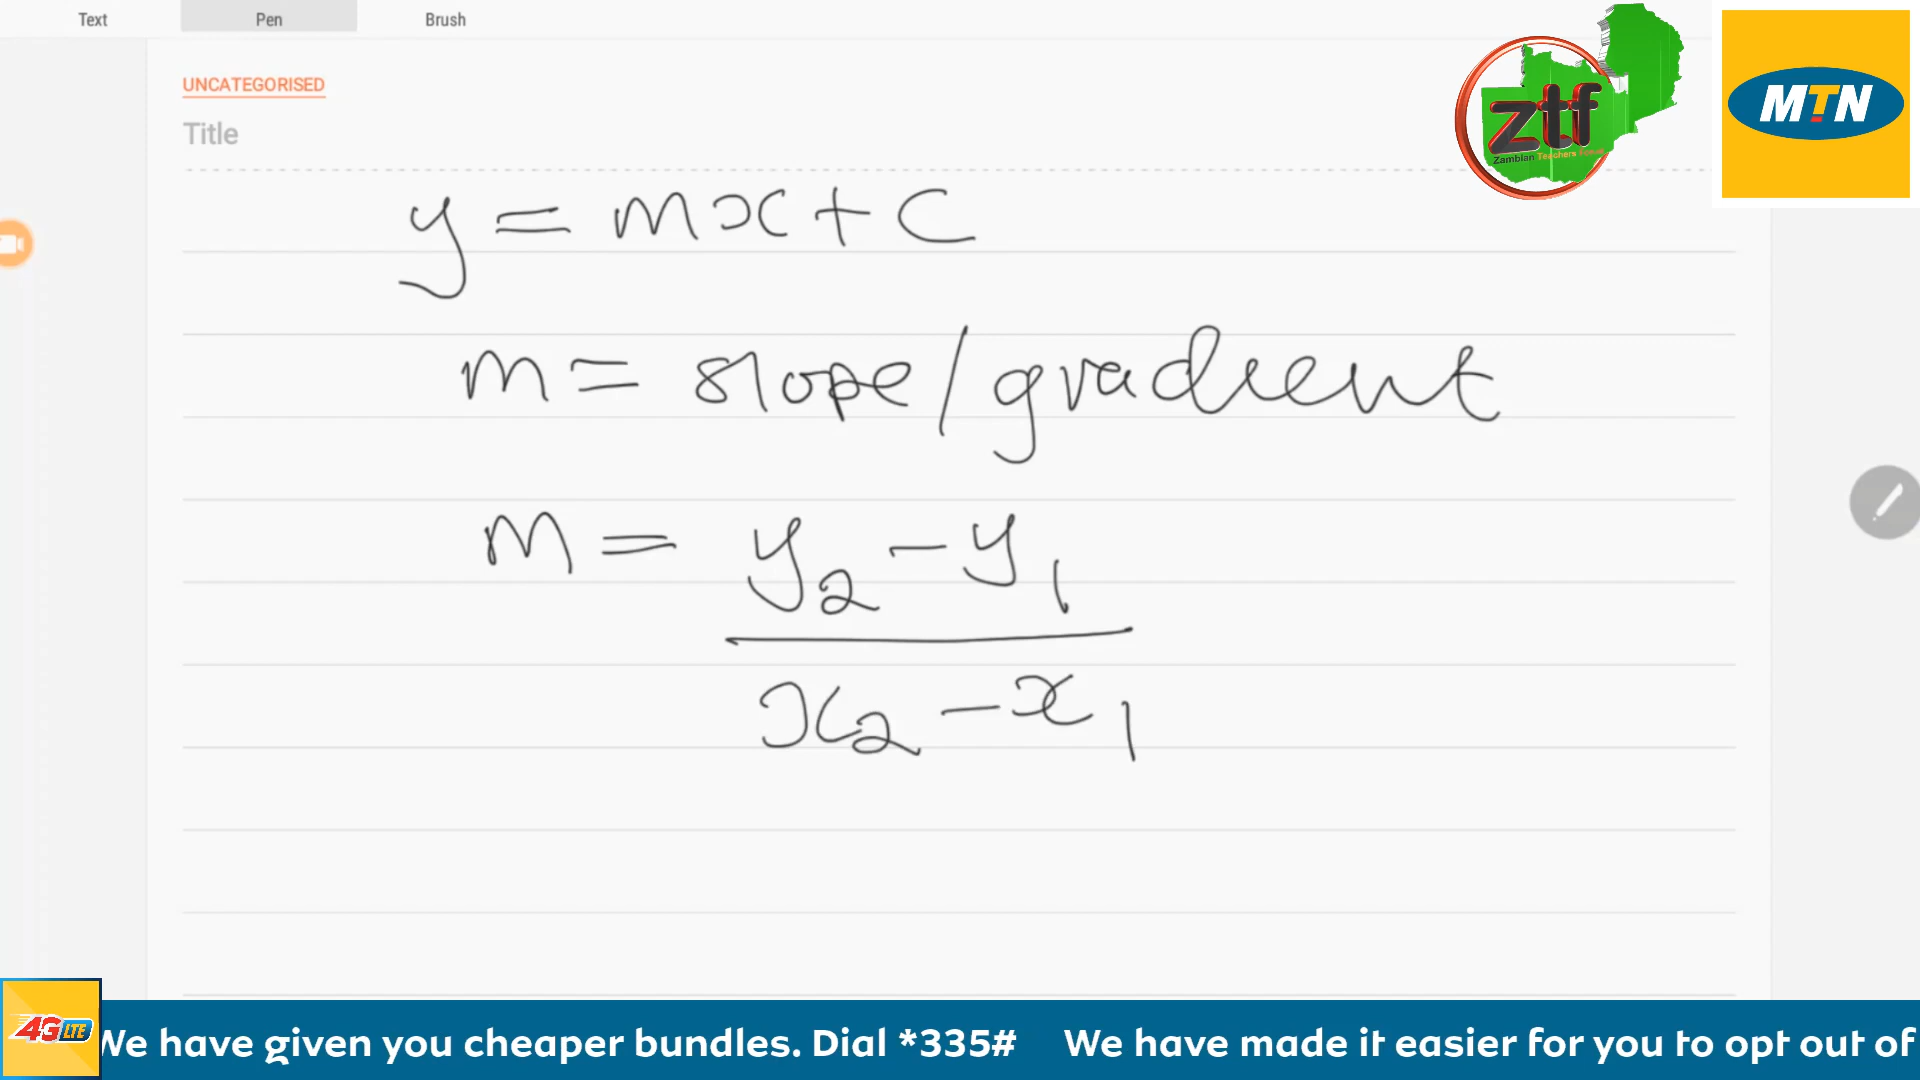 Text Pen Brush
UNCATEGORISED
Title
ztf
Zambian Teachers Forum
MTN
y = mx + c
m = slope/gradient
m = y₂ - y₁
x₂ - x₁
4G LTE
We have given you cheaper bundles. Dial *335# We have made it easier for you to opt out of